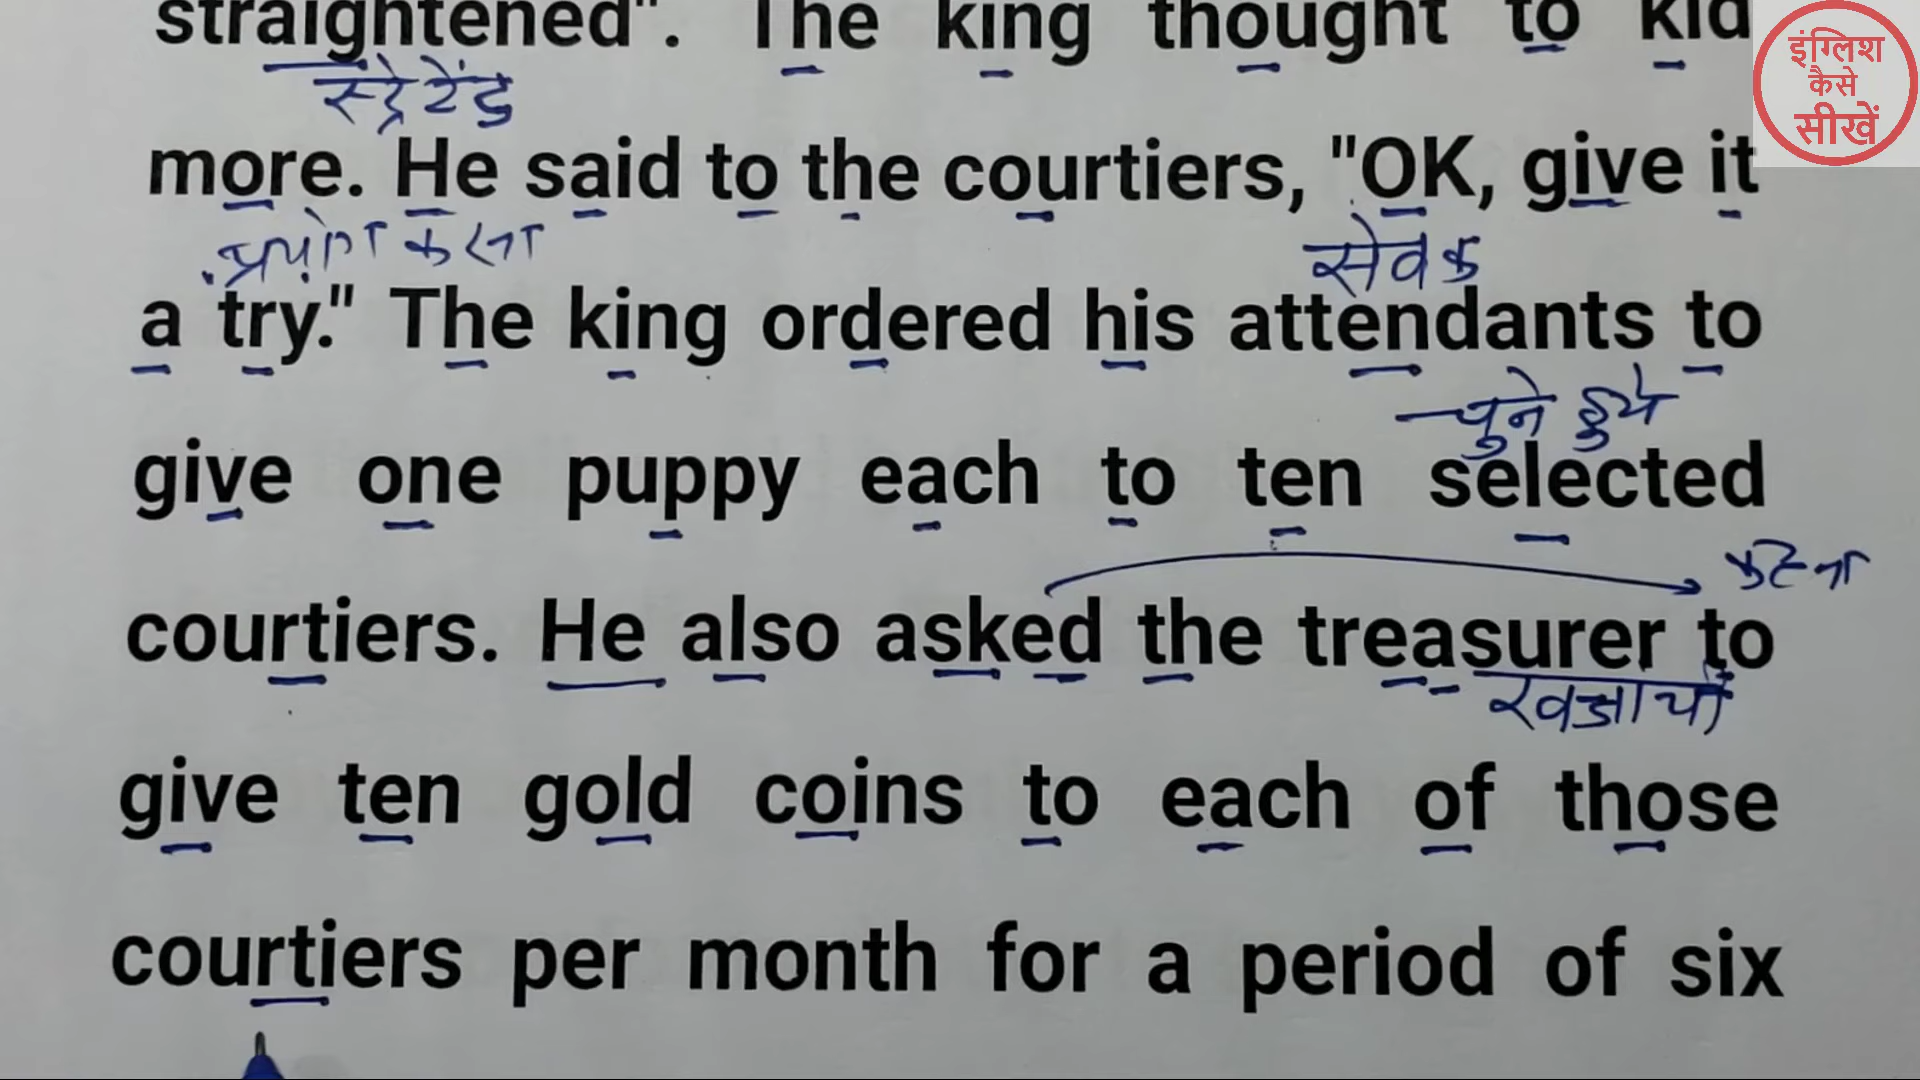 straightened". The king thought to kid
इंग्लिश
कैसे
सीखें
स्ट्रेटेंड
more. He said to the courtiers, "OK, give it
प्रयोग करना
सेवक
a try." The king ordered his attendants to
चुने हुये
give one puppy each to ten selected
कहना
courtiers. He also asked the treasurer to
खजांची
give ten gold coins to each of those
courtiers per month for a period of six